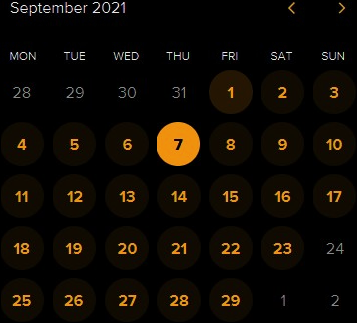 September 2021
MON TUE WED THU FRI SAT SUN
28 29 30 31 1 2 3
4 5 6 7 8 9 10
11 12 13 14 15 16 17
18 19 20 21 22 23 24
25 26 27 28 29 1 2